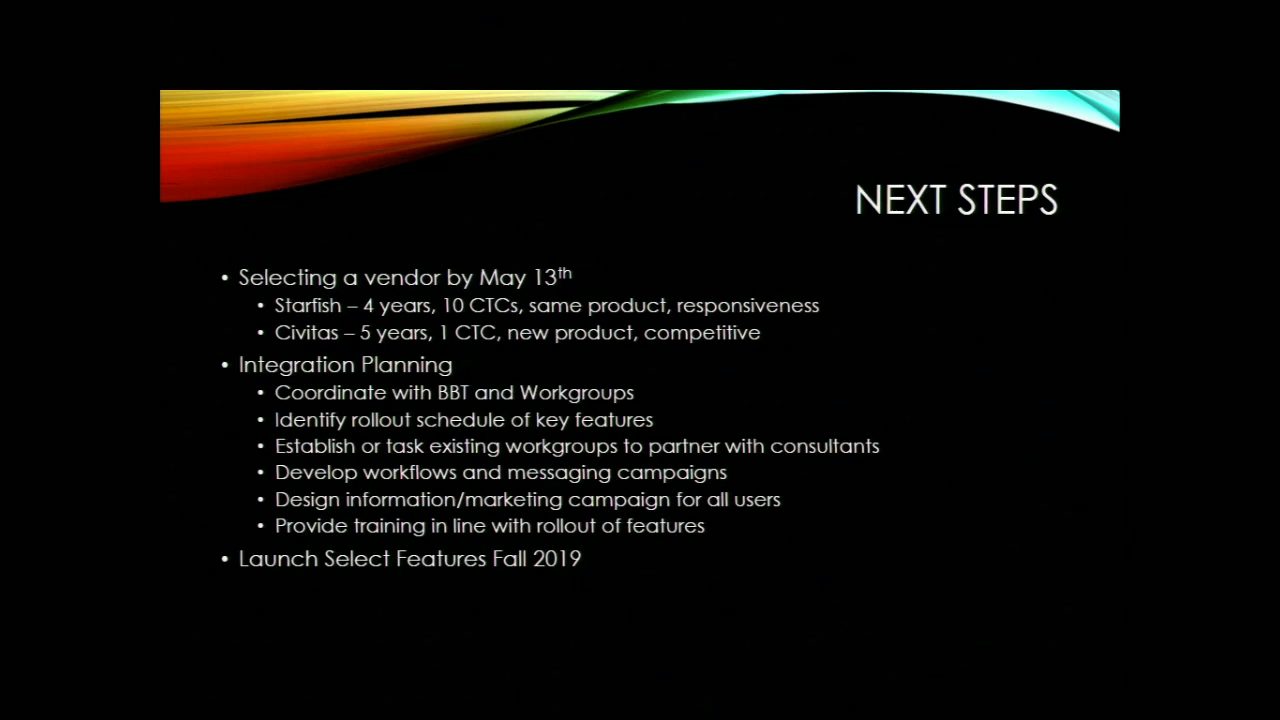 NEXT STEPS
• Selecting a vendor by May 13th
• Starfish – 4 years, 10 CTCs, same product, responsiveness
• Civitas – 5 years, 1 CTC, new product, competitive
• Integration Planning
• Coordinate with BBT and Workgroups
• Identify rollout schedule of key features
• Establish or task existing workgroups to partner with consultants
• Develop workflows and messaging campaigns
• Design information/marketing campaign for all users
• Provide training in line with rollout of features
• Launch Select Features Fall 2019